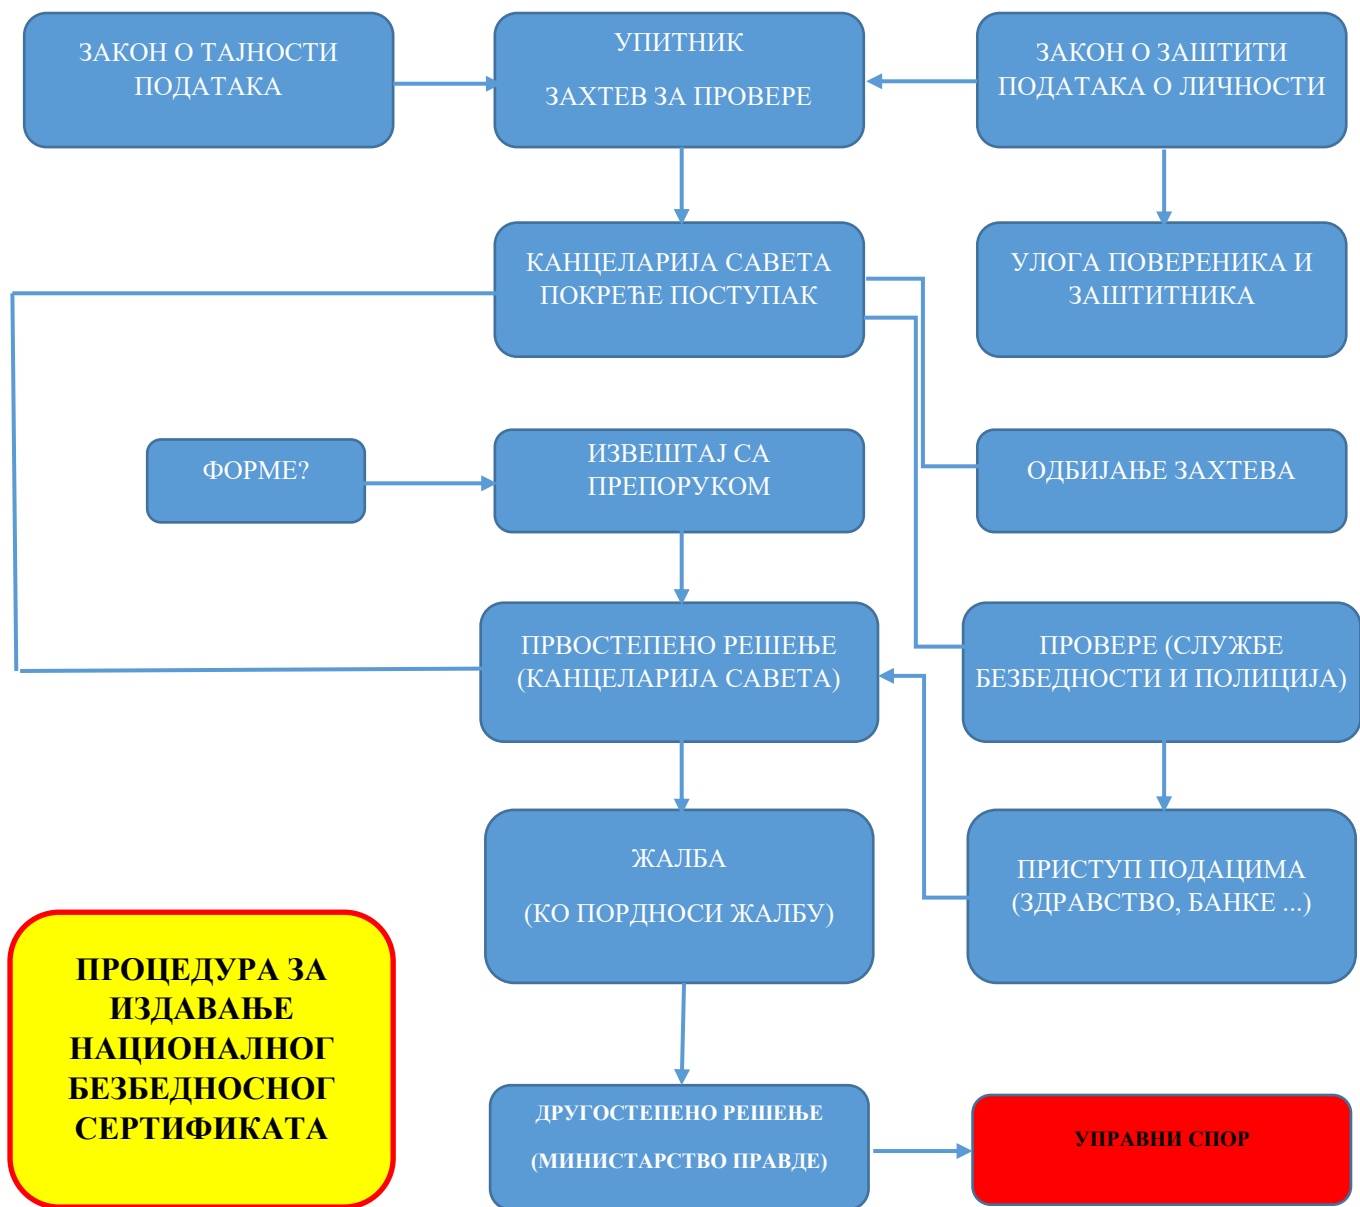 ЗАКОН О ТАЈНОСТИ
ПОДАТАКА
УПИТНИК
ЗАХТЕВ ЗА ПРОВЕРЕ
ЗАКОН О ЗАШТИТИ
ПОДАТАКА О ЛИЧНОСТИ
КАНЦЕЛАРИЈА САВЕТА
ПОКРЕЋЕ ПОСТУПАК
УЛОГА ПОВЕРЕНИКА И
ЗАШТИТНИКА
ФОРМЕ?
ИЗВЕШТАЈ СА
ПРЕПОРУКОМ
ОДБИЈАЊЕ ЗАХТЕВА
ПРВОСТЕПЕНО РЕШЕЊЕ
(КАНЦЕЛАРИЈА САВЕТА)
ПРОВЕРЕ (СЛУЖБЕ
БЕЗБЕДНОСТИ И ПОЛИЦИЈА)
ЖАЛБА
(КО ПОРДНОСИ ЖАЛБУ)
ПРИСТУП ПОДАЦИМА
(ЗДРАВСТВО, БАНКЕ ...)
ПРОЦЕДУРА ЗА
ИЗДАВАЊЕ
НАЦИОНАЛНОГ
БЕЗБЕДНОСНОГ
СЕРТИФИКАТА
ДРУГОСТЕПЕНО РЕШЕЊЕ
(МИНИСТАРСТВО ПРАВДЕ)
УПРАВНИ СПОР